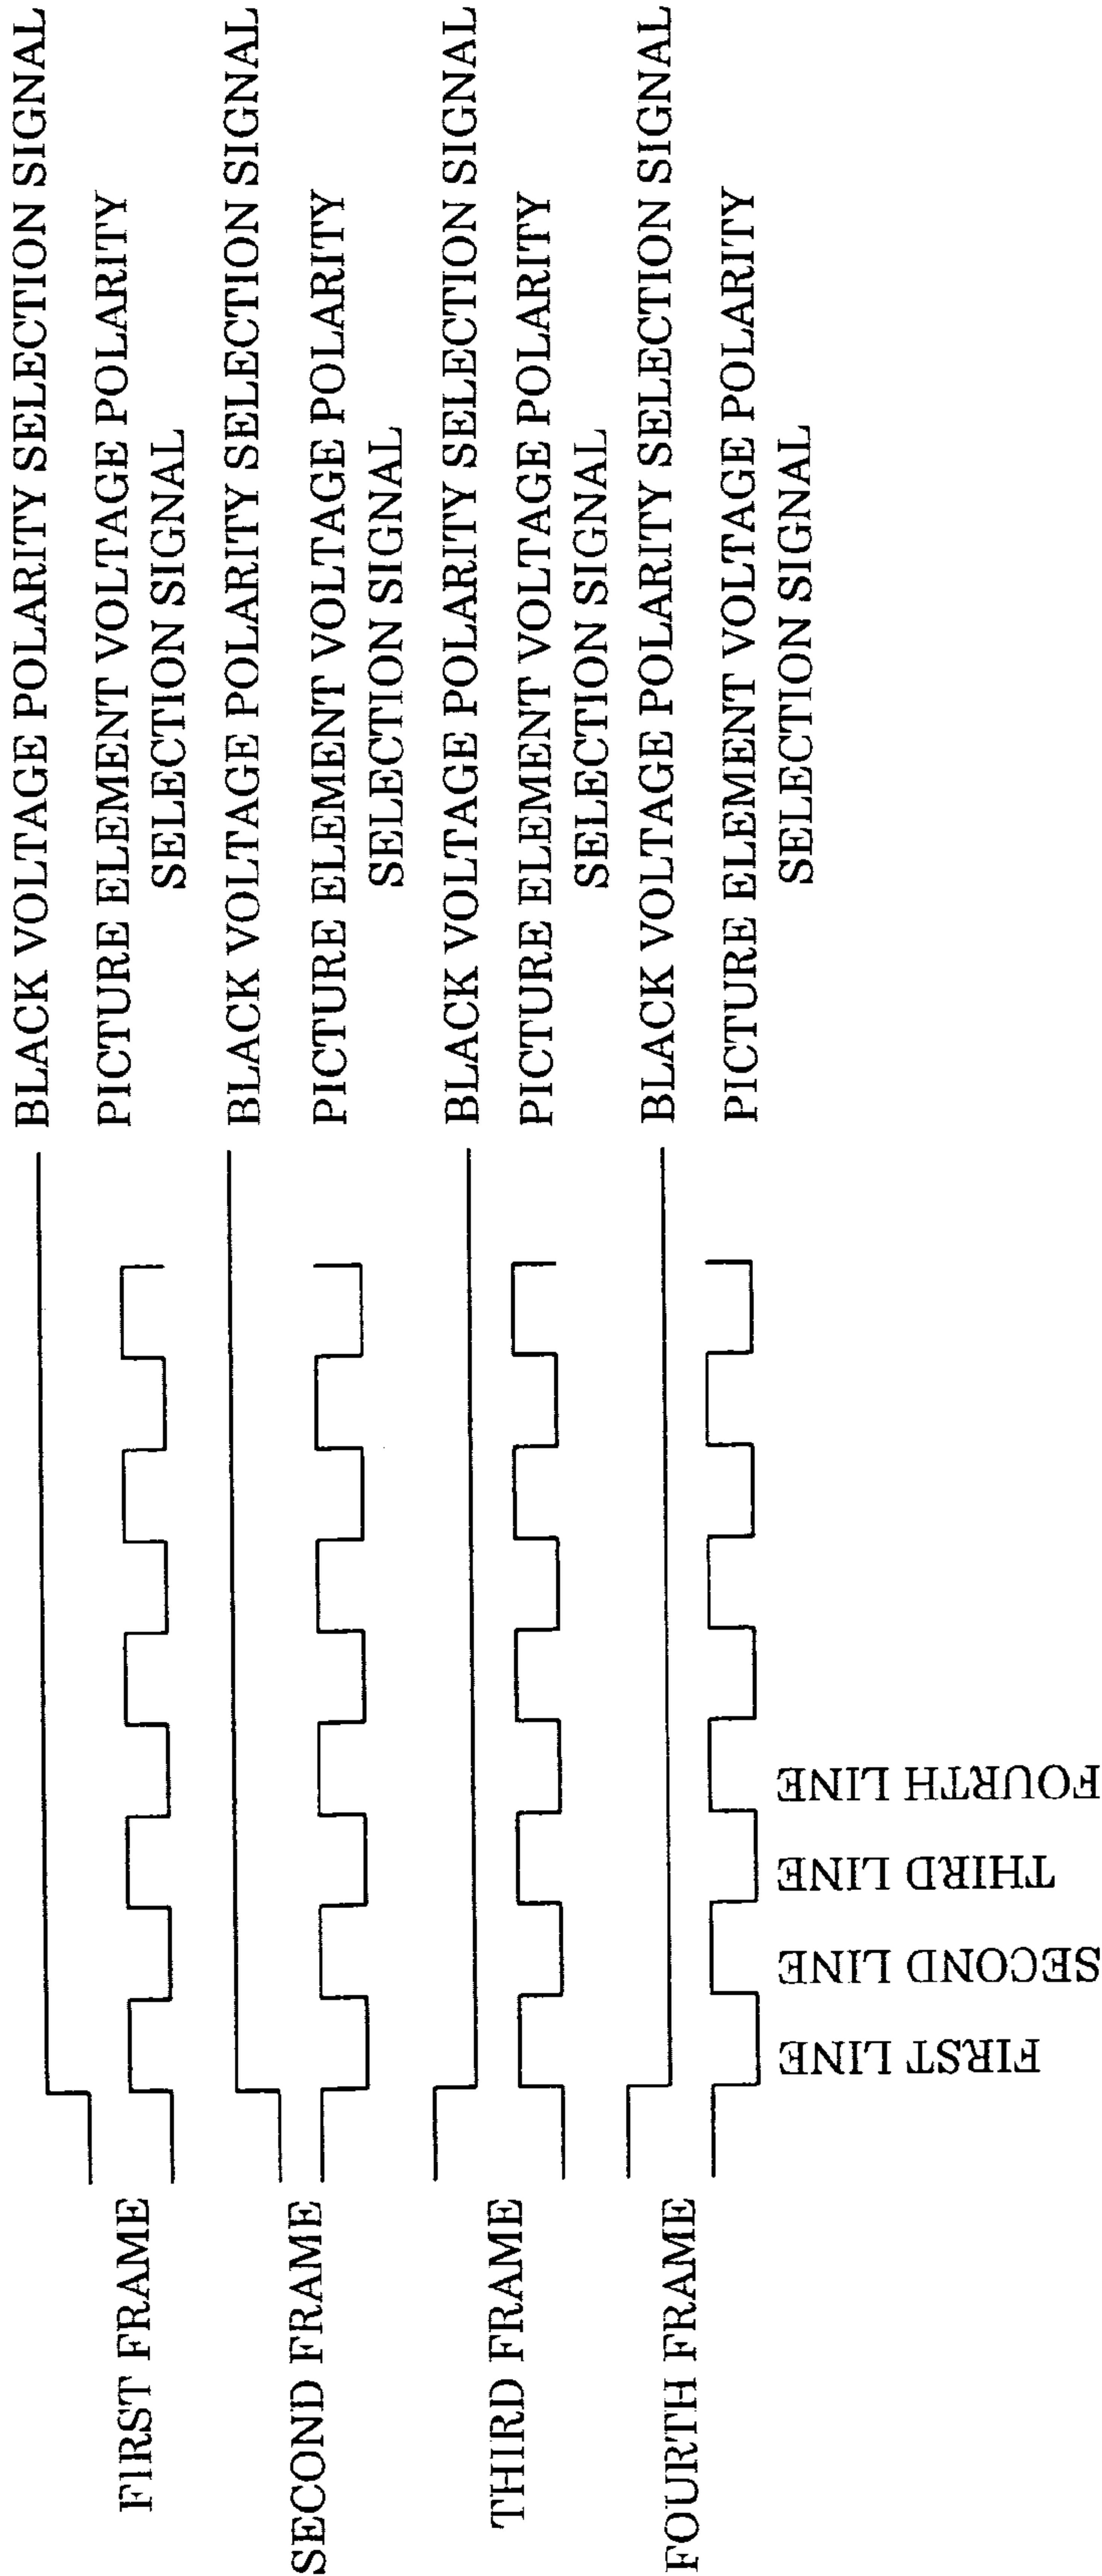 FIRST FRAME
BLACK VOLTAGE POLARITY SELECTION SIGNAL
PICTURE ELEMENT VOLTAGE POLARITY
SELECTION SIGNAL
SECOND FRAME
BLACK VOLTAGE POLARITY SELECTION SIGNAL
PICTURE ELEMENT VOLTAGE POLARITY
SELECTION SIGNAL
THIRD FRAME
BLACK VOLTAGE POLARITY SELECTION SIGNAL
PICTURE ELEMENT VOLTAGE POLARITY
SELECTION SIGNAL
FOURTH FRAME
BLACK VOLTAGE POLARITY SELECTION SIGNAL
PICTURE ELEMENT VOLTAGE POLARITY
SELECTION SIGNAL
FIRST LINE
SECOND LINE
THIRD LINE
FOURTH LINE